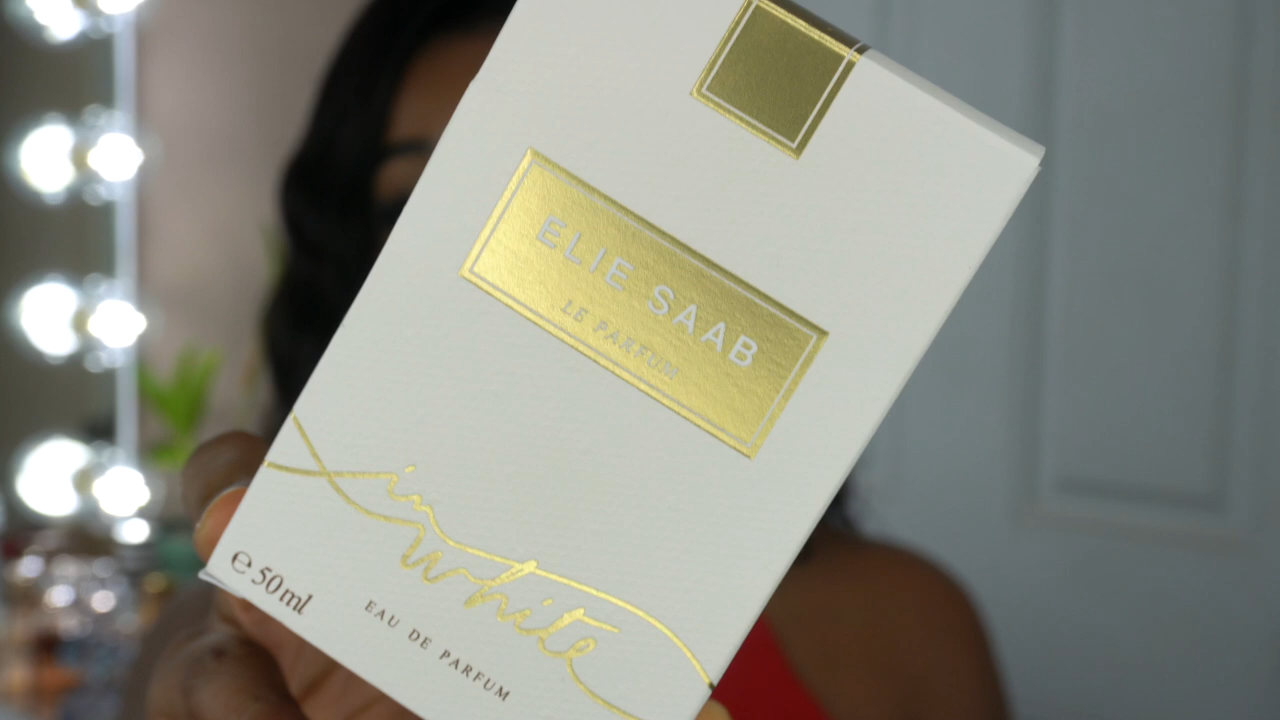 ELIE SAAB
LE PARFUM
in
white
℮ 50 ml
EAU DE PARFUM